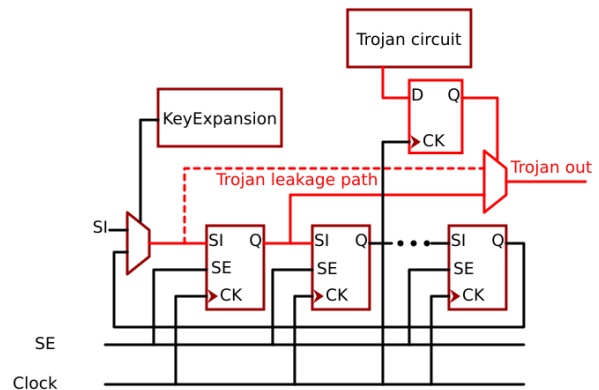 Trojan circuit
D Q
CK
KeyExpansion
Trojan out
Trojan leakage path
SI
SI Q
SE
CK
SI Q
SE
CK
SI Q
SE
CK
SE
Clock